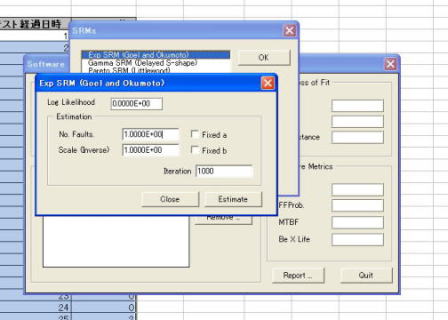 スト経過日時
1
2
SRMs
Exp SRM (Goel and Okumoto)
Gamma SRM (Delayed S-shape)
Pareto SRM (Littlewood)
OK
Software
ss of Fit
Exp SRM (Goel and Okumoto)
Log Likelihood 0.0000E+00
Estimation
No. Faults. 1.0000E+00 Fixed a
Scale (Inverse) 1.0000E+00 Fixed b
Iteration 1000
Close Estimate
tance
re Metrics
FFProb.
MTBF
Be X Life
Remove ...
Report ... Quit
23 0
24 0
25